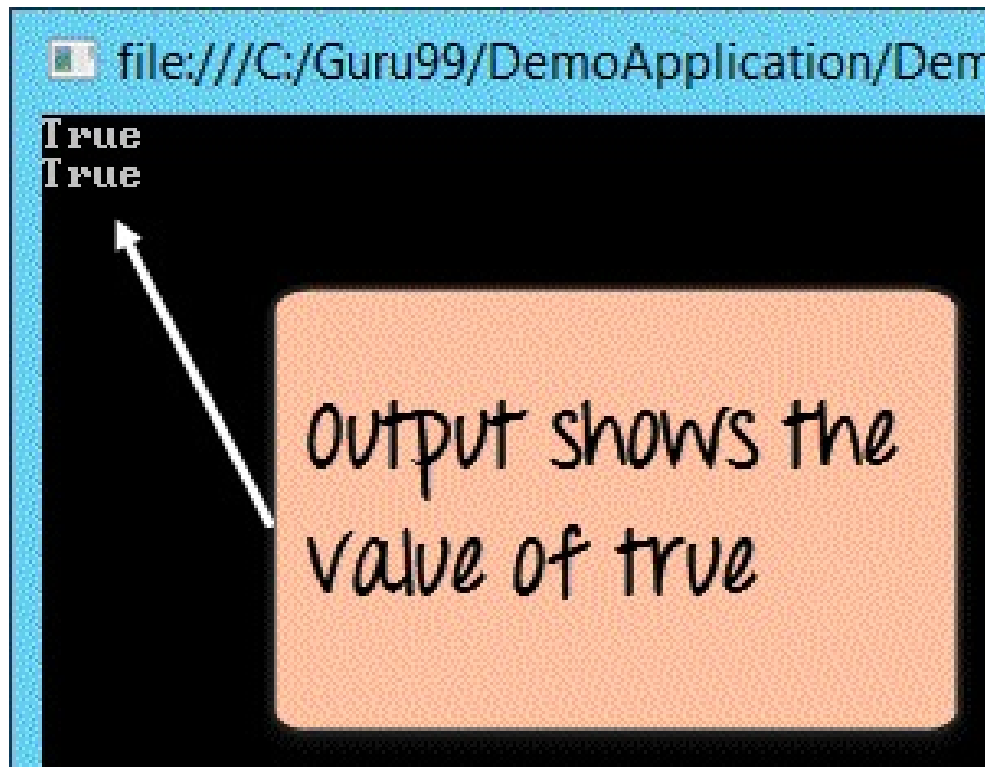 file:///C:/Guru99/DemoApplication/Dem
True
True
output shows the
value of true